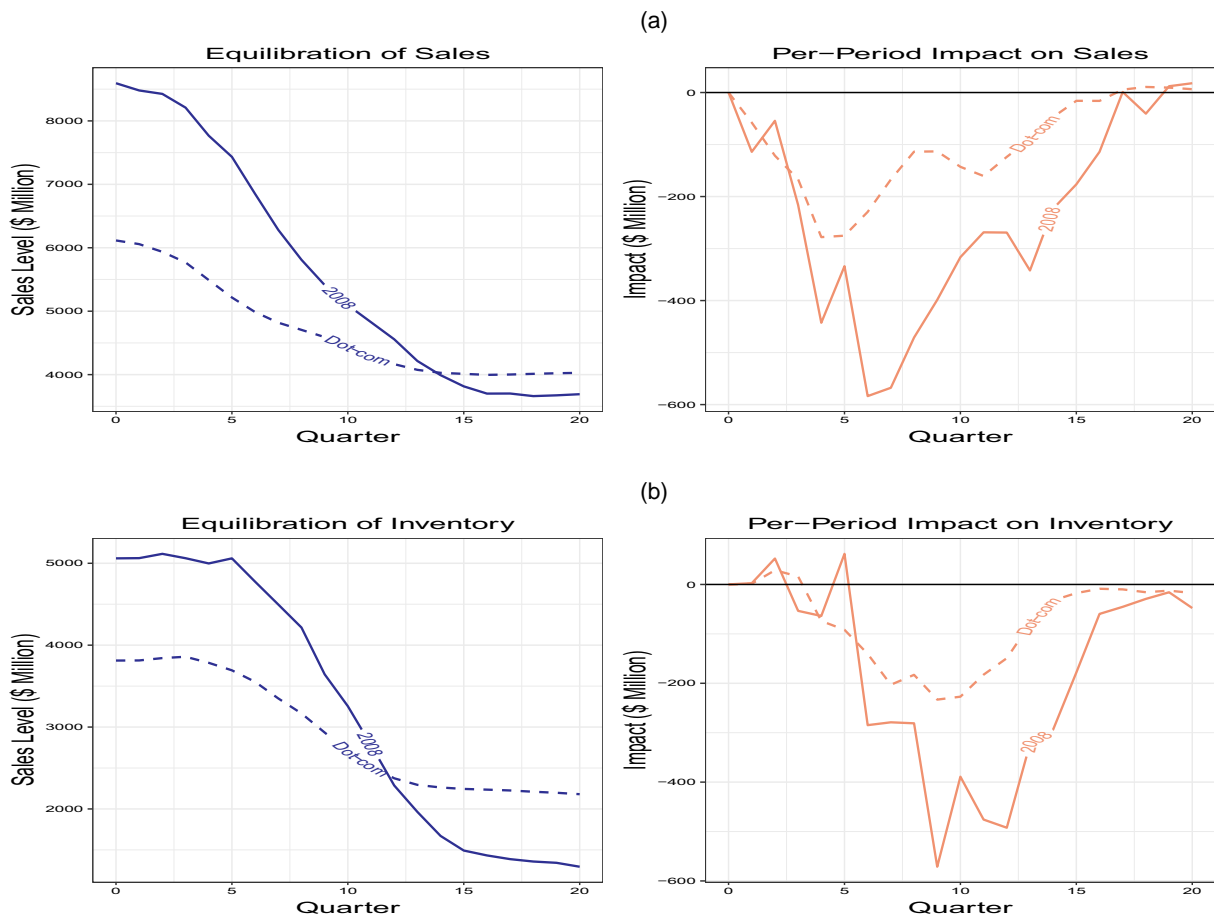 (a)
Equilibration of Sales
Sales Level ($ Million)
8000
7000
6000
5000
4000
2008
Dot-com
0 5 10 15 20
Quarter
Per-Period Impact on Sales
Impact ($ Million)
0
-200
-400
-600
Dot-com
2008
0 5 10 15 20
Quarter
(b)
Equilibration of Inventory
Sales Level ($ Million)
5000
4000
3000
2000
2008
Dot-com
0 5 10 15 20
Quarter
Per-Period Impact on Inventory
Impact ($ Million)
0
-200
-400
-600
Dot-com
2008
0 5 10 15 20
Quarter